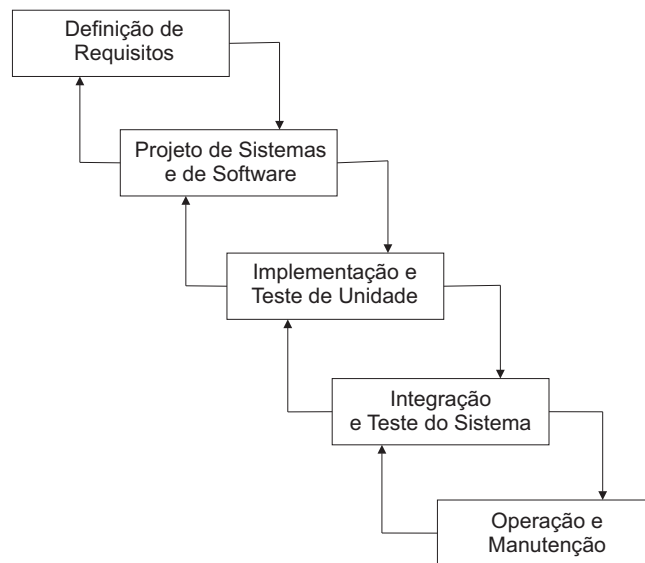 Definição de
Requisitos
Projeto de Sistemas
e de Software
Implementação e
Teste de Unidade
Integração
e Teste do Sistema
Operação e
Manutenção